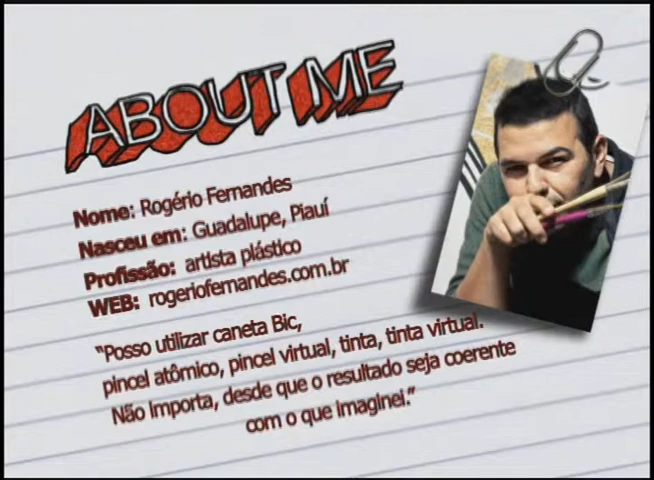 ABOUT ME
Nome: Rogério Fernandes
Nasceu em: Guadalupe, Piauí
Profissão: artista plástico
WEB: rogeriofernandes.com.br
"Posso utilizar caneta Bic,
pincel atômico, pincel virtual, tinta, tinta virtual.
Não importa, desde que o resultado seja coerente
com o que imaginei."